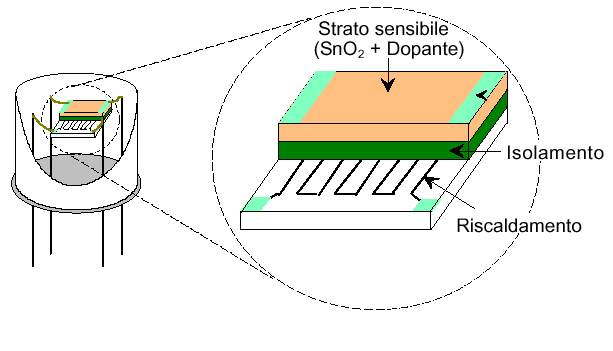 Strato sensibile
(SnO₂ + Dopante)
Isolamento
Riscaldamento